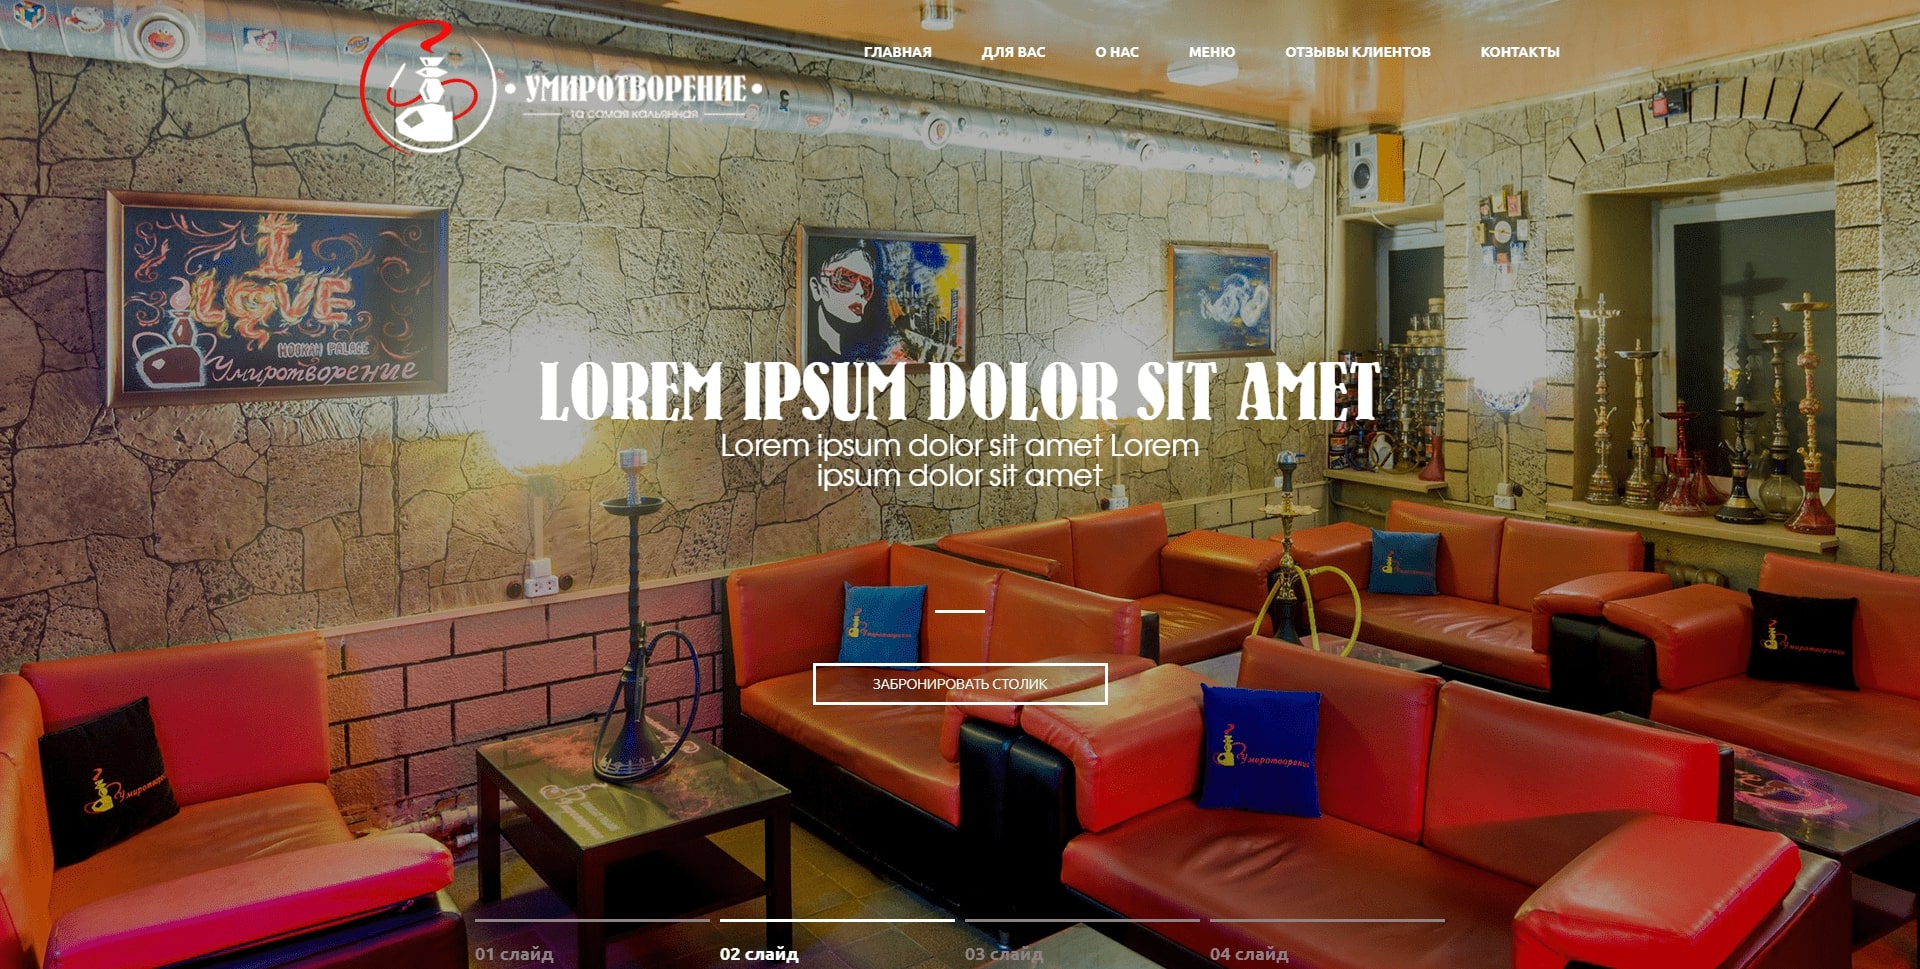 ГЛАВНАЯ
ДЛЯ ВАС
О НАС
МЕНЮ
ОТЗЫВЫ КЛИЕНТОВ
КОНТАКТЫ
• УМИРОТВОРЕНИЕ •
та самая кальянная
I
LOVE
HOOKAH PALACE
Умиротворение
LOREM IPSUM DOLOR SIT AMET
Lorem ipsum dolor sit amet Lorem
ipsum dolor sit amet
ЗАБРОНИРОВАТЬ СТОЛИК
Умиротворение
Умиротворение
Умиротворение
01 слайд
02 слайд
03 слайд
04 слайд